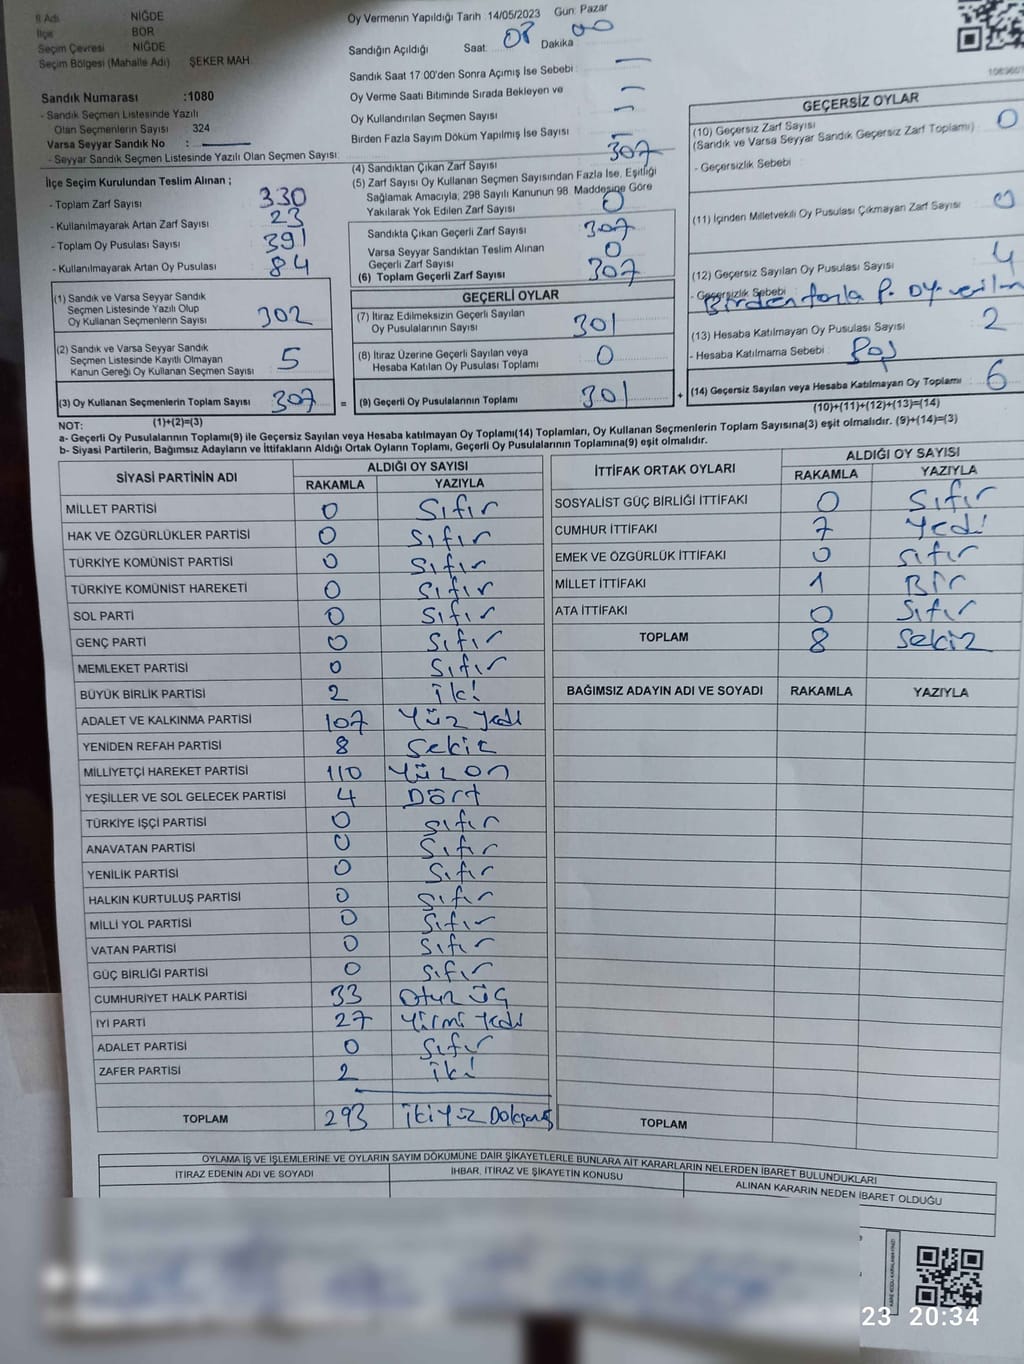 İl Adı NİĞDE
İlçe BOR
Seçim Çevresi NİĞDE
Seçim Bölgesi (Mahalle Adı) ŞEKER MAH.
Sandık Numarası :1080
- Sandık Seçmen Listesinde Yazılı
Olan Seçmenlerin Sayısı : 324
Varsa Seyyar Sandık No :
- Seyyar Sandık Seçmen Listesinde Yazılı Olan Seçmen Sayısı:
Oy Vermenin Yapıldığı Tarih :14/05/2023 Gün: Pazar
Sandığın Açıldığı Saat: 08 Dakika 00
Sandık Saat 17.00'den Sonra Açımış İse Sebebi : —
Oy Verme Saati Bitiminde Sırada Bekleyen ve —
Oy Kullandırılan Seçmen Sayısı —
Birden Fazla Sayım Döküm Yapılmış İse Sayısı —
İlçe Seçim Kurulundan Teslim Alınan ;
- Toplam Zarf Sayısı 330
- Kullanılmayarak Artan Zarf Sayısı 23
- Toplam Oy Pusulası Sayısı 391
- Kullanılmayarak Artan Oy Pusulası 84
(4) Sandıktan Çıkan Zarf Sayısı 307
(5) Zarf Sayısı Oy Kullanan Seçmen Sayısından Fazla İse, Eşitliği
Sağlamak Amacıyla; 298 Sayılı Kanunun 98. Maddesine Göre
Yakılarak Yok Edilen Zarf Sayısı 0
Sandıkta Çıkan Geçerli Zarf Sayısı 307
Varsa Seyyar Sandıktan Teslim Alınan
Geçerli Zarf Sayısı 0
(6) Toplam Geçerli Zarf Sayısı 307
GEÇERSİZ OYLAR
(10) Geçersiz Zarf Sayısı 0
(Sandık ve Varsa Seyyar Sandık Geçersiz Zarf Toplamı)
- Geçersizlik Sebebi :
(11) İçinden Milletvekili Oy Pusulası Çıkmayan Zarf Sayısı 0
(12) Geçersiz Sayılan Oy Pusulası Sayısı 4
- Geçersizlik Sebebi Birden fazla P. oy verilm
(13) Hesaba Katılmayan Oy Pusulası Sayısı 2
- Hesaba Katılmama Sebebi : Boş
(14) Geçersiz Sayılan veya Hesaba Katılmayan Oy Toplamı 6
(10)+(11)+(12)+(13)=(14)
(1) Sandık ve Varsa Seyyar Sandık
Seçmen Listesinde Yazılı Olup
Oy Kullanan Seçmenlerin Sayısı 302
(2) Sandık ve Varsa Seyyar Sandık
Seçmen Listesinde Kayıtlı Olmayan
Kanun Gereği Oy Kullanan Seçmen Sayısı 5
(3) Oy Kullanan Seçmenlerin Toplam Sayısı 307 =
(1)+(2)=(3)
GEÇERLİ OYLAR
(7) İtiraz Edilmeksizin Geçerli Sayılan
Oy Pusulalarının Sayısı 301
(8) İtiraz Üzerine Geçerli Sayılan veya
Hesaba Katılan Oy Pusulası Toplamı 0
(9) Geçerli Oy Pusulalarının Toplamı 301 +
NOT:
a- Geçerli Oy Pusulalarının Toplamı(9) ile Geçersiz Sayılan veya Hesaba katılmayan Oy Toplamı(14) Toplamları, Oy Kullanan Seçmenlerin Toplam Sayısına(3) eşit olmalıdır. (9)+(14)=(3)
b- Siyasi Partilerin, Bağımsız Adayların ve İttifakların Aldığı Ortak Oyların Toplamı, Geçerli Oy Pusulalarının Toplamına(9) eşit olmalıdır.
SİYASİ PARTİNİN ADI ALDIĞI OY SAYISI
RAKAMLA YAZIYLA
MİLLET PARTİSİ 0 Sıfır
HAK VE ÖZGÜRLÜKLER PARTİSİ 0 Sıfır
TÜRKİYE KOMÜNİST PARTİSİ 0 Sıfır
TÜRKİYE KOMÜNİST HAREKETİ 0 Sıfır
SOL PARTİ 0 Sıfır
GENÇ PARTİ 0 Sıfır
MEMLEKET PARTİSİ 0 Sıfır
BÜYÜK BİRLİK PARTİSİ 2 İki
ADALET VE KALKINMA PARTİSİ 107 Yüz Yedi
YENİDEN REFAH PARTİSİ 8 Sekiz
MİLLİYETÇİ HAREKET PARTİSİ 110 Yüz on
YEŞİLLER VE SOL GELECEK PARTİSİ 4 Dört
TÜRKİYE İŞÇİ PARTİSİ 0 Sıfır
ANAVATAN PARTİSİ 0 Sıfır
YENİLİK PARTİSİ 0 Sıfır
HALKIN KURTULUŞ PARTİSİ 0 Sıfır
MİLLİ YOL PARTİSİ 0 Sıfır
VATAN PARTİSİ 0 Sıfır
GÜÇ BİRLİĞİ PARTİSİ 0 Sıfır
CUMHURİYET HALK PARTİSİ 33 Otuz üç
İYİ PARTİ 27 Yirmi Yedi
ADALET PARTİSİ 0 Sıfır
ZAFER PARTİSİ 2 İki
TOPLAM 293
İTTİFAK ORTAK OYLARI ALDIĞI OY SAYISI
RAKAMLA YAZIYLA
SOSYALİST GÜÇ BİRLİĞİ İTTİFAKI 0 Sıfır
CUMHUR İTTİFAKI 7 Yedi
EMEK VE ÖZGÜRLÜK İTTİFAKI 0 Sıfır
MİLLET İTTİFAKI 1 Bir
ATA İTTİFAKI 0 Sıfır
TOPLAM 8 Sekiz
BAĞIMSIZ ADAYIN ADI VE SOYADI RAKAMLA YAZIYLA
TOPLAM
OYLAMA İŞ VE İŞLEMLERİNE VE OYLARIN SAYIM DÖKÜMÜNE DAİR ŞİKAYETLERLE BUNLARA AİT KARARLARIN NELERDEN İBARET BULUNDUKLARI
İTİRAZ EDENİN ADI VE SOYADI İHBAR, İTİRAZ VE ŞİKAYETİN KONUSU ALINAN KARARIN NEDEN İBARET OLDUĞU
23 20:34